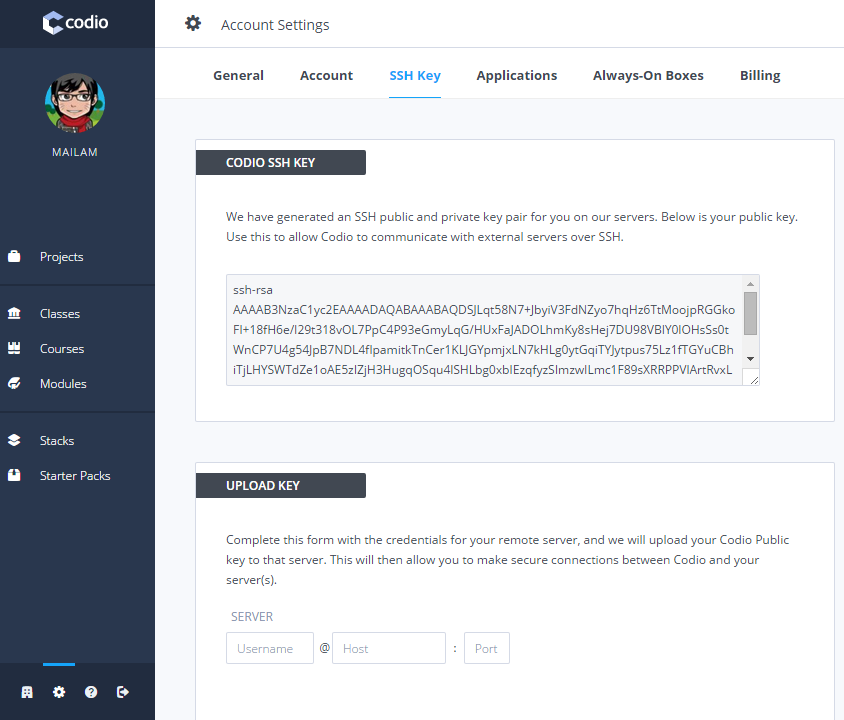 codio
Account Settings
General Account SSH Key Applications Always-On Boxes Billing
MAILAM
Projects
Classes
Courses
Modules
Stacks
Starter Packs
CODIO SSH KEY
We have generated an SSH public and private key pair for you on our servers. Below is your public key.
Use this to allow Codio to communicate with external servers over SSH.
ssh-rsa
AAAAB3NzaC1yc2EAAAADAQABAAABAQDSJLqt58N7+JbyiV3FdNZyo7hqHz6TtMoojpRGGko
FI+18fH6e/I29t318vOL7PpC4P93eGmyLqG/HUxFaJADOLhmKy8sHej7DU98VBlY0IOHsSs0t
WnCP7U4g54JpB7NDL4fIpamitkTnCer1KLJGYpmjxLN7kHLg0ytGqiTYJytpus75Lz1fTGYuCBh
iTjLHYSWTdZe1oAE5zlZjH3HugqOSqu4ISHLbg0xbIEzqfyzSImzwILmc1F89sXRRPPVIArtRvxL
UPLOAD KEY
Complete this form with the credentials for your remote server, and we will upload your Codio Public
key to that server. This will then allow you to make secure connections between Codio and your
server(s).
SERVER
Username @ Host : Port